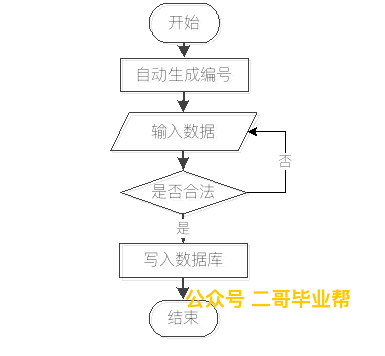 开始
自动生成编号
输入数据
否
是否合法
是
写入数据库
公众号 二哥毕业帮
结束